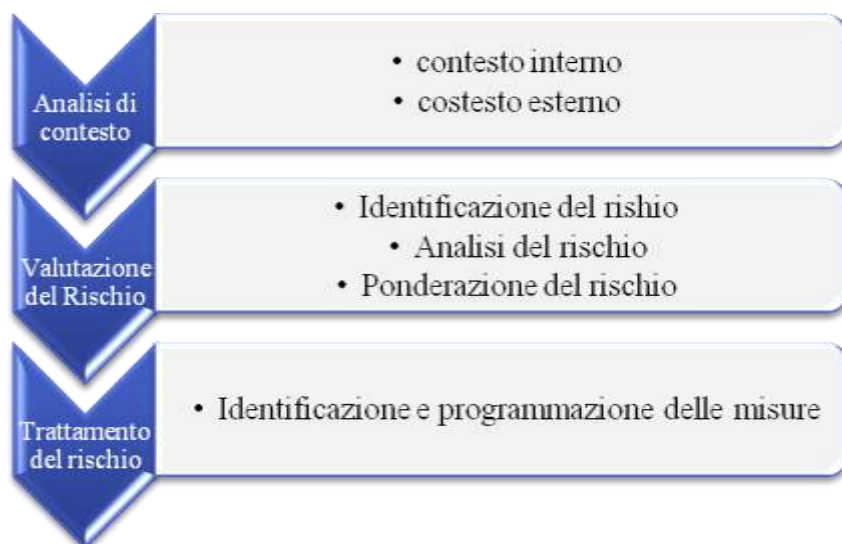 Analisi di
contesto
• contesto interno
• costesto esterno
Valutazione
del Rischio
• Identificazione del rishio
• Analisi del rischio
• Ponderazione del rischio
Trattamento
del rischio
• Identificazione e programmazione delle misure